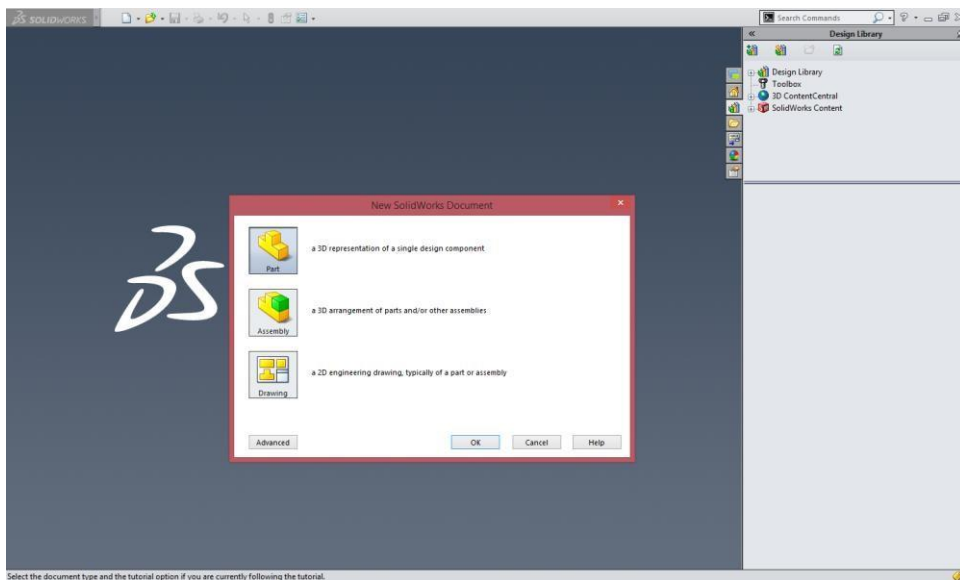 SOLIDWORKS
Search Commands
Design Library
Design Library
Toolbox
3D ContentCentral
SolidWorks Content
New SolidWorks Document
Part
a 3D representation of a single design component
Assembly
a 3D arrangement of parts and/or other assemblies
Drawing
a 2D engineering drawing, typically of a part or assembly
Advanced
OK
Cancel
Help
Select the document type and the tutorial option if you are currently following the tutorial.